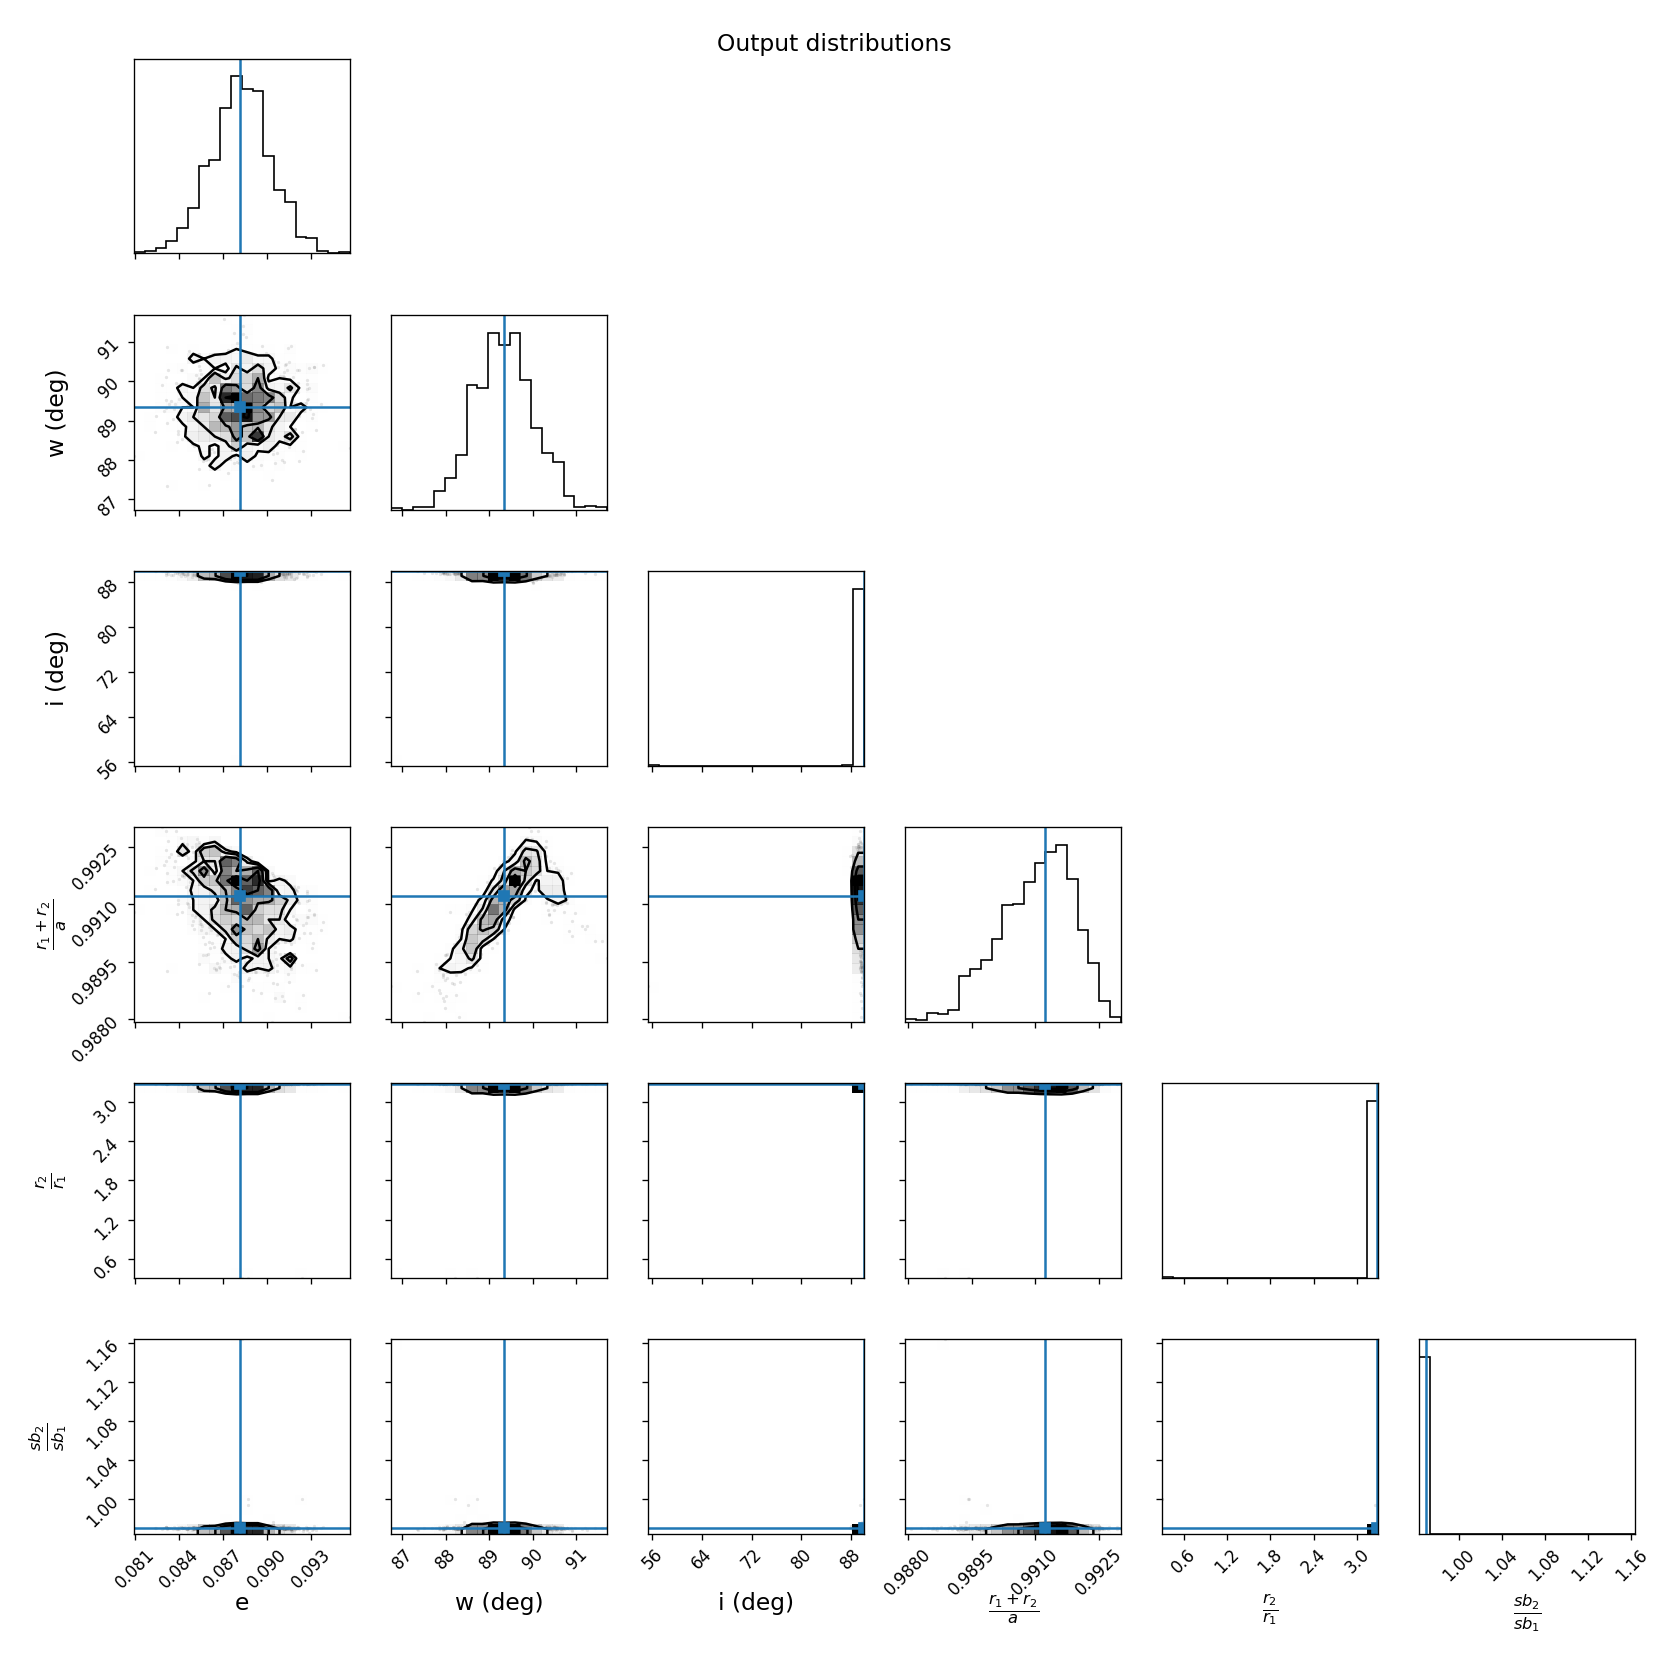 Output distributions
w (deg)
91
90
89
88
87
i (deg)
88
80
72
64
56
r₁ + r₂
a
0.9925
0.9910
0.9895
0.9880
r₂
r₁
3.0
2.4
1.8
1.2
0.6
sb₂
sb₁
1.16
1.12
1.08
1.04
1.00
0.081 0.084 0.087 0.090 0.093
87 88 89 90 91
56 64 72 80 88
0.9880 0.9895 0.9910 0.9925
0.6 1.2 1.8 2.4 3.0
1.00 1.04 1.08 1.12 1.16
e
w (deg)
i (deg)
r₁ + r₂
a
r₂
r₁
sb₂
sb₁